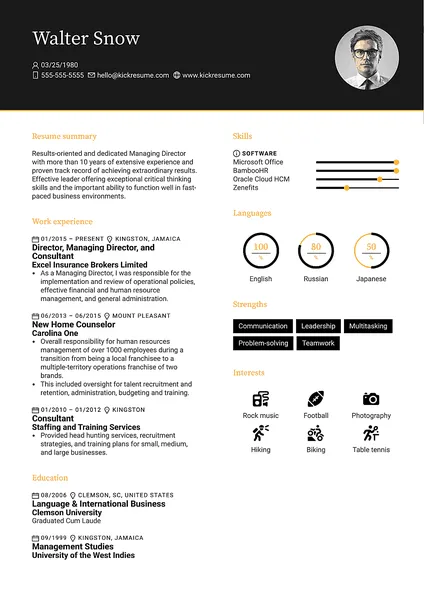 Walter Snow
03/25/1980
555-555-5555 hello@kickresume.com www.kickresume.com
Resume summary
Results-oriented and dedicated Managing Director
with more than 10 years of extensive experience and
proven track record of achieving extraordinary results.
Effective leader offering exceptional critical thinking
skills and the important ability to function well in fast-
paced business environments.
Work experience
01/2015 – PRESENT KINGSTON, JAMAICA
Director, Managing Director, and
Consultant
Excel Insurance Brokers Limited
• As a Managing Director, I was responsible for the
implementation and review of operational policies,
effective financial and human resource
management, and general administration.
06/2013 – 06/2015 MOUNT PLEASANT
New Home Counselor
Carolina One
• Overall responsibility for human resources
management of over 1000 employees during a
transition from being a local franchisee to a
multiple-territory operations franchise of two
brands.
• This included oversight for talent recruitment and
retention, administration, budgeting and training.
01/2010 – 01/2012 KINGSTON
Consultant
Staffing and Training Services
• Provided head hunting services, recruitment
strategies, and training plans for small, medium,
and large businesses.
Education
08/2006 CLEMSON, SC, UNITED STATES
Language & International Business
Clemson University
Graduated Cum Laude
09/1999 KINGSTON, JAMAICA
Management Studies
University of the West Indies
Skills
SOFTWARE
Microsoft Office
BambooHR
Oracle Cloud HCM
Zenefits
Languages
100 %
80 %
50 %
English
Russian
Japanese
Strengths
Communication Leadership Multitasking
Problem-solving Teamwork
Interests
Rock music Football Photography
Hiking Biking Table tennis